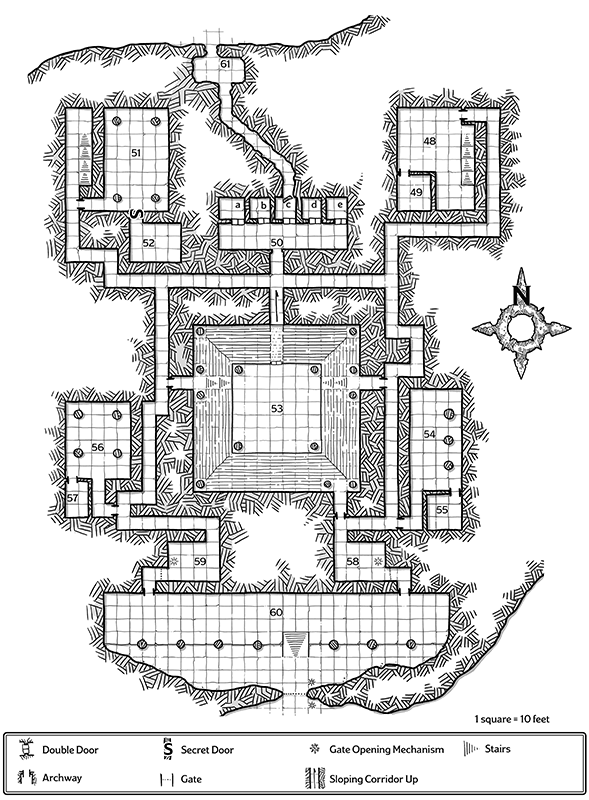 61
51
48
49
a b c d e
52
50
N
53
54
56
57
55
59
58
60
1 square = 10 feet
Double Door
S Secret Door
Gate Opening Mechanism
Stairs
Archway
Gate
Sloping Corridor Up
S